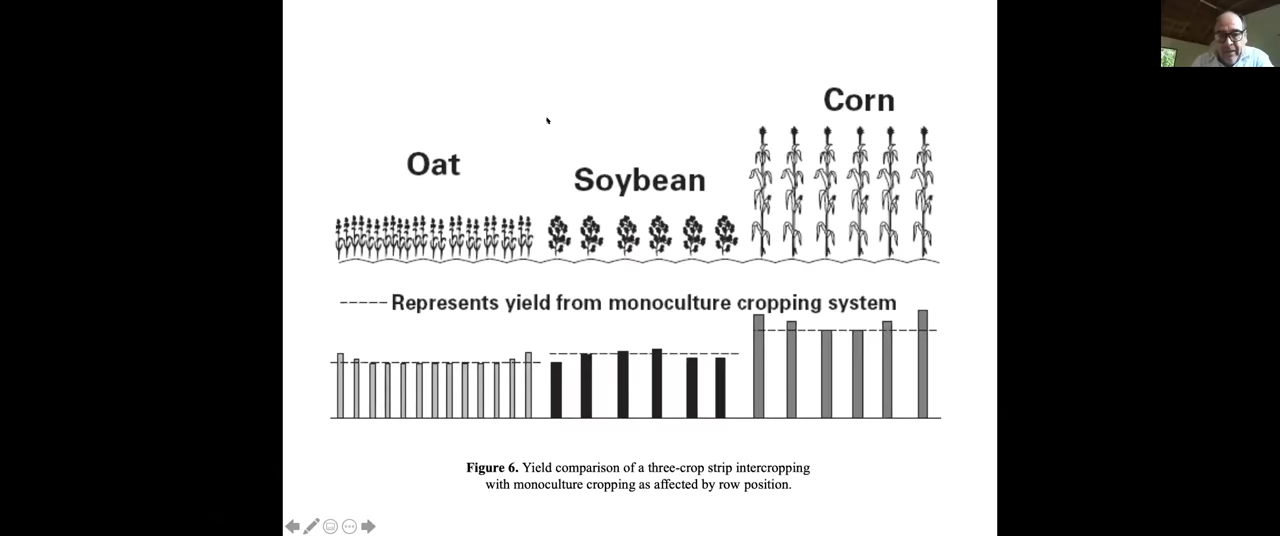 Corn
Oat
Soybean
-----Represents yield from monoculture cropping system
Figure 6. Yield comparison of a three-crop strip intercropping
with monoculture cropping as affected by row position.